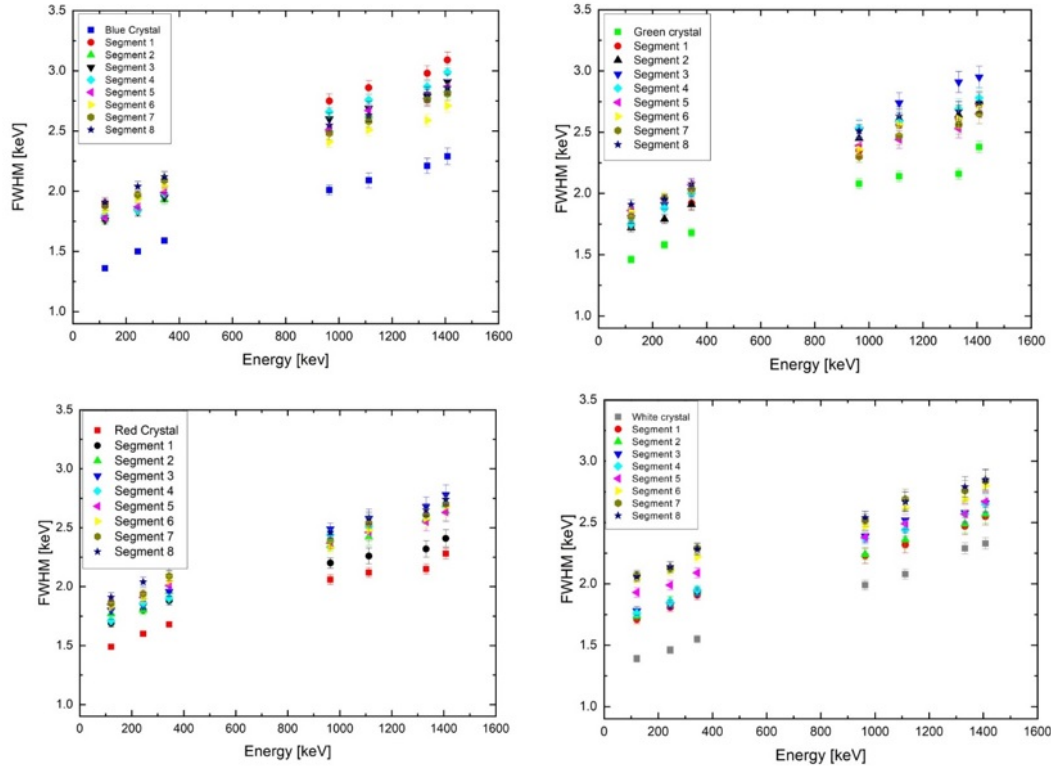 3.5
3.0
2.5
2.0
1.5
1.0
FWHM [keV]
Blue Crystal
Segment 1
Segment 2
Segment 3
Segment 4
Segment 5
Segment 6
Segment 7
Segment 8
0 200 400 600 800 1000 1200 1400 1600
Energy [kev]
3.5
3.0
2.5
2.0
1.5
1.0
FWHM [keV]
Green crystal
Segment 1
Segment 2
Segment 3
Segment 4
Segment 5
Segment 6
Segment 7
Segment 8
0 200 400 600 800 1000 1200 1400 1600
Energy [keV]
3.5
3.0
2.5
2.0
1.5
1.0
FWHM [keV]
Red Crystal
Segment 1
Segment 2
Segment 3
Segment 4
Segment 5
Segment 6
Segment 7
Segment 8
0 200 400 600 800 1000 1200 1400 1600
Energy [keV]
3.5
3.0
2.5
2.0
1.5
1.0
FWHM [keV]
White crystal
Segment 1
Segment 2
Segment 3
Segment 4
Segment 5
Segment 6
Segment 7
Segment 8
0 200 400 600 800 1000 1200 1400 1600
Energy [keV]